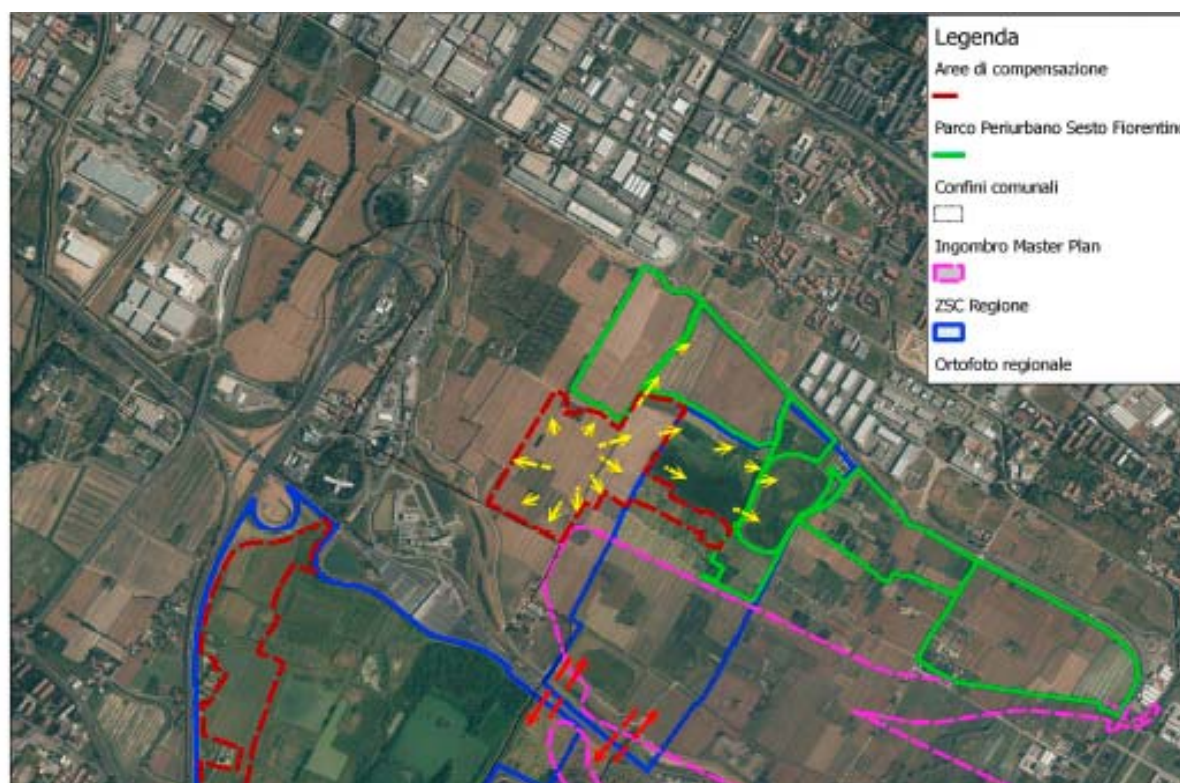 Legenda
Aree di compensazione
Parco Periurbano Sesto Fiorentino
Confini comunali
Ingombro Master Plan
ZSC Regione
Ortofoto regionale